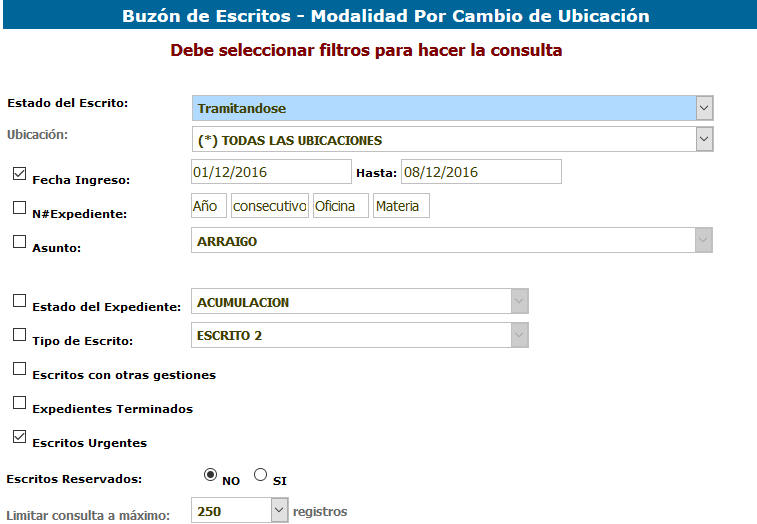 Buzón de Escritos - Modalidad Por Cambio de Ubicación
Debe seleccionar filtros para hacer la consulta
Estado del Escrito: Tramitandose
Ubicación: (*) TODAS LAS UBICACIONES
Fecha Ingreso: 01/12/2016 Hasta: 08/12/2016
N#Expediente: Año consecutivo Oficina Materia
Asunto: ARRAIGO
Estado del Expediente: ACUMULACION
Tipo de Escrito: ESCRITO 2
Escritos con otras gestiones
Expedientes Terminados
Escritos Urgentes
Escritos Reservados: NO SI
Limitar consulta a máximo: 250 registros